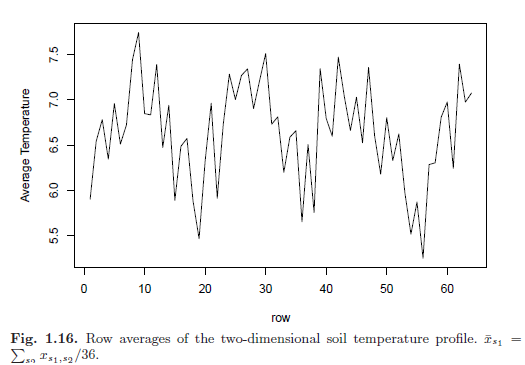 7.5
7.0
6.5
6.0
5.5
Average Temperature
0 10 20 30 40 50 60
row
Fig. 1.16. Row averages of the two-dimensional soil temperature profile. x̄ₛ₁ =
∑ₛ₂ xₛ₁,ₛ₂/36.